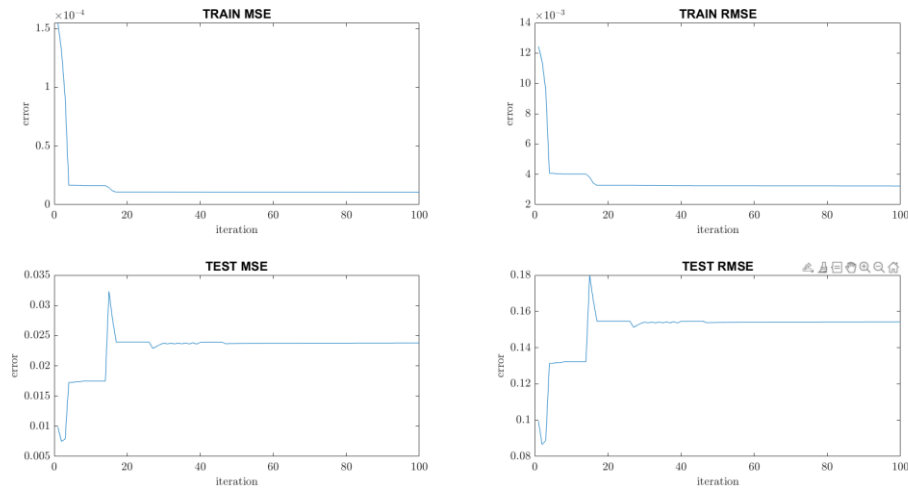 TRAIN MSE
×10⁻⁴
1.5
1
0.5
0
error
0 20 40 60 80 100
iteration
TRAIN RMSE
×10⁻³
14
12
10
8
6
4
2
error
0 20 40 60 80 100
iteration
TEST MSE
0.035
0.03
0.025
0.02
0.015
0.01
0.005
error
0 20 40 60 80 100
iteration
TEST RMSE
0.18
0.16
0.14
0.12
0.1
0.08
error
0 20 40 60 80 100
iteration